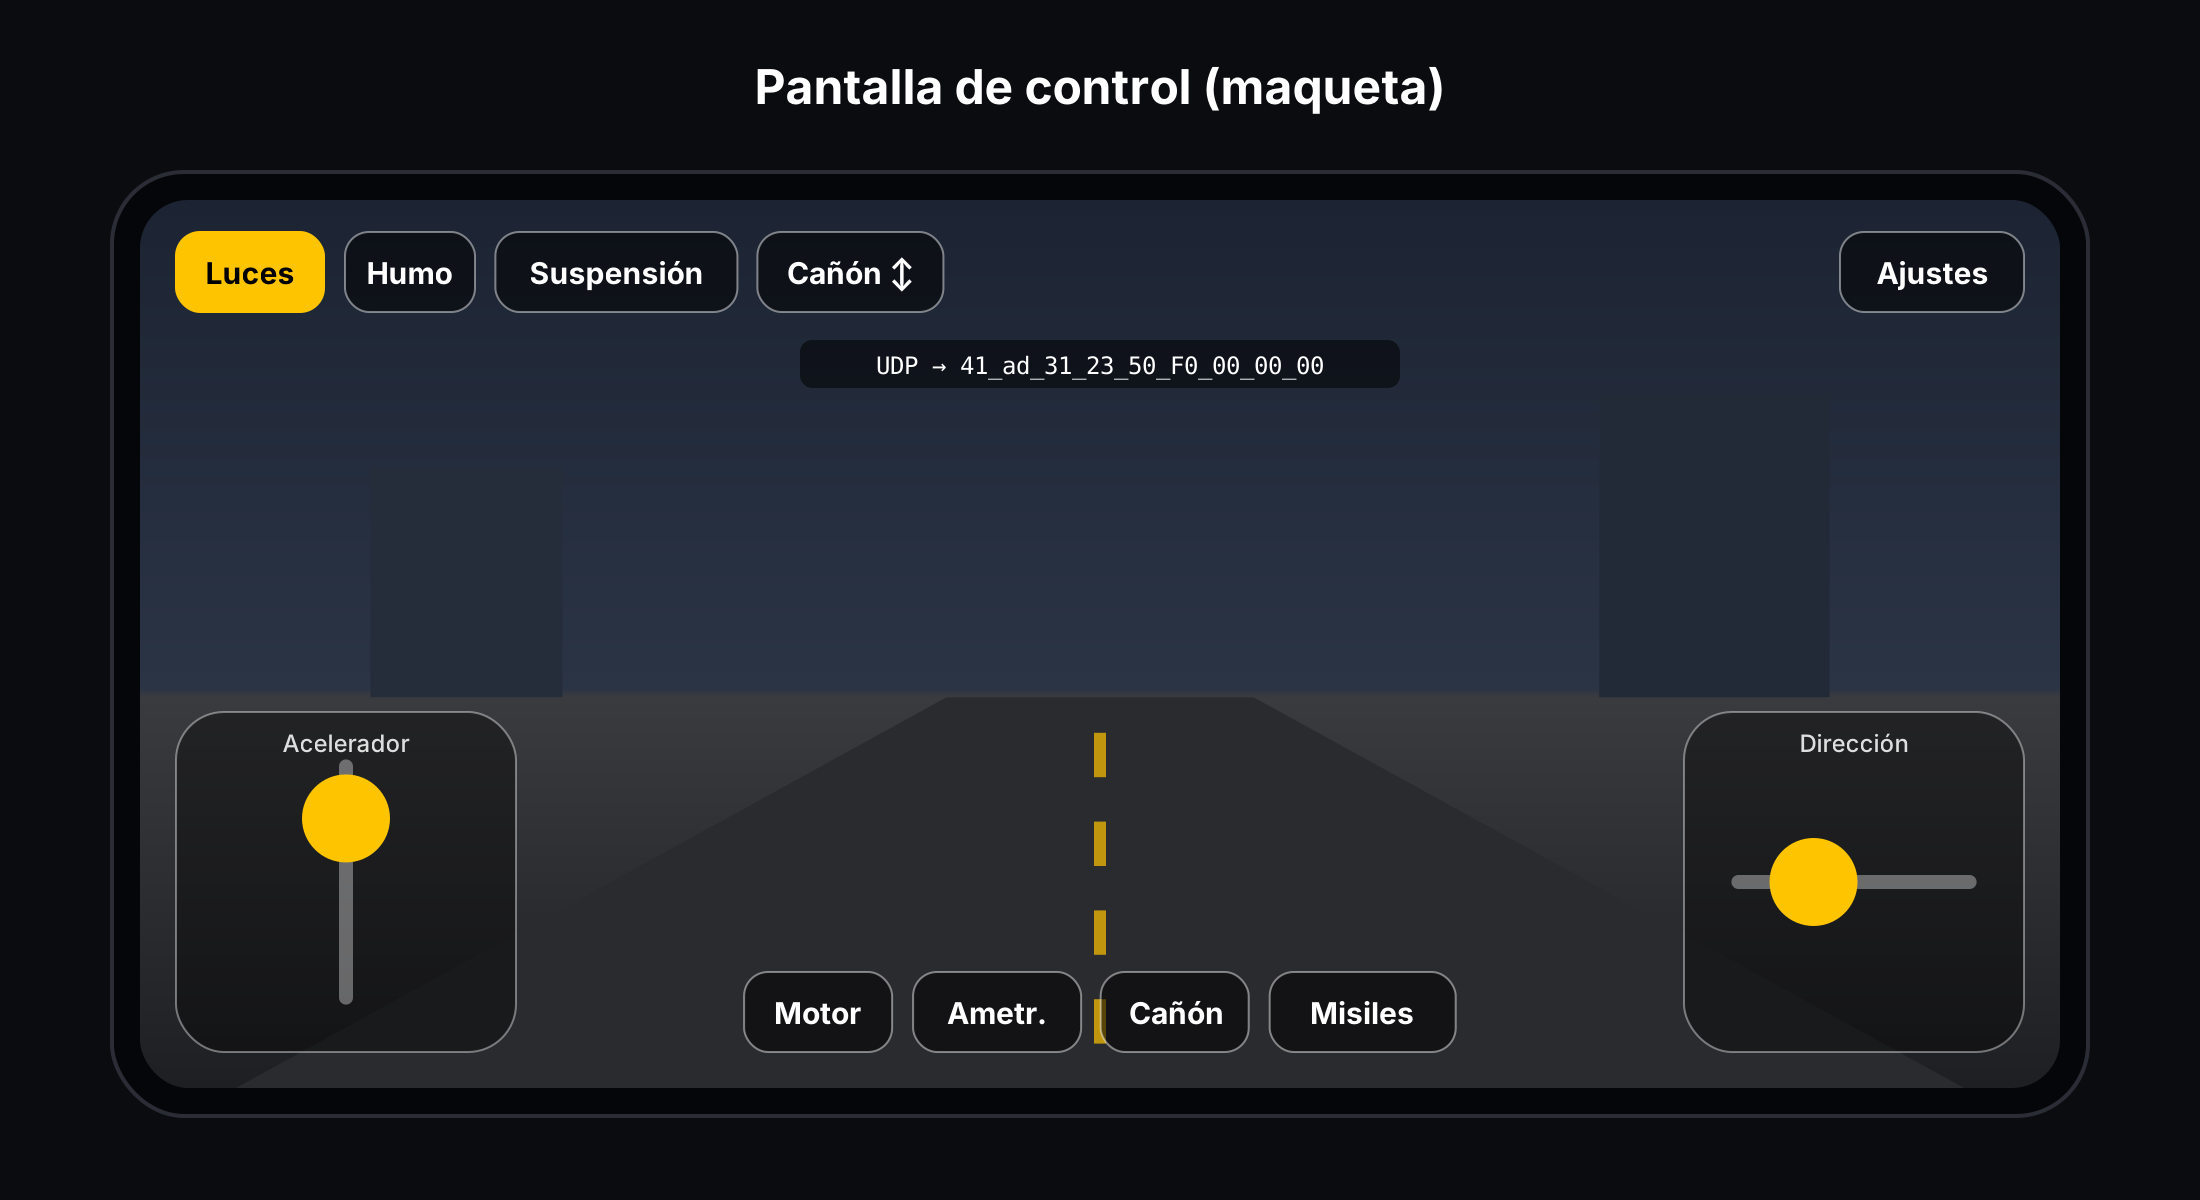 Pantalla de control (maqueta)
Luces Humo Suspensión Cañón ↕ Ajustes
UDP → 41_ad_31_23_50_F0_00_00_00
Acelerador Dirección
Motor Ametr. Cañón Misiles